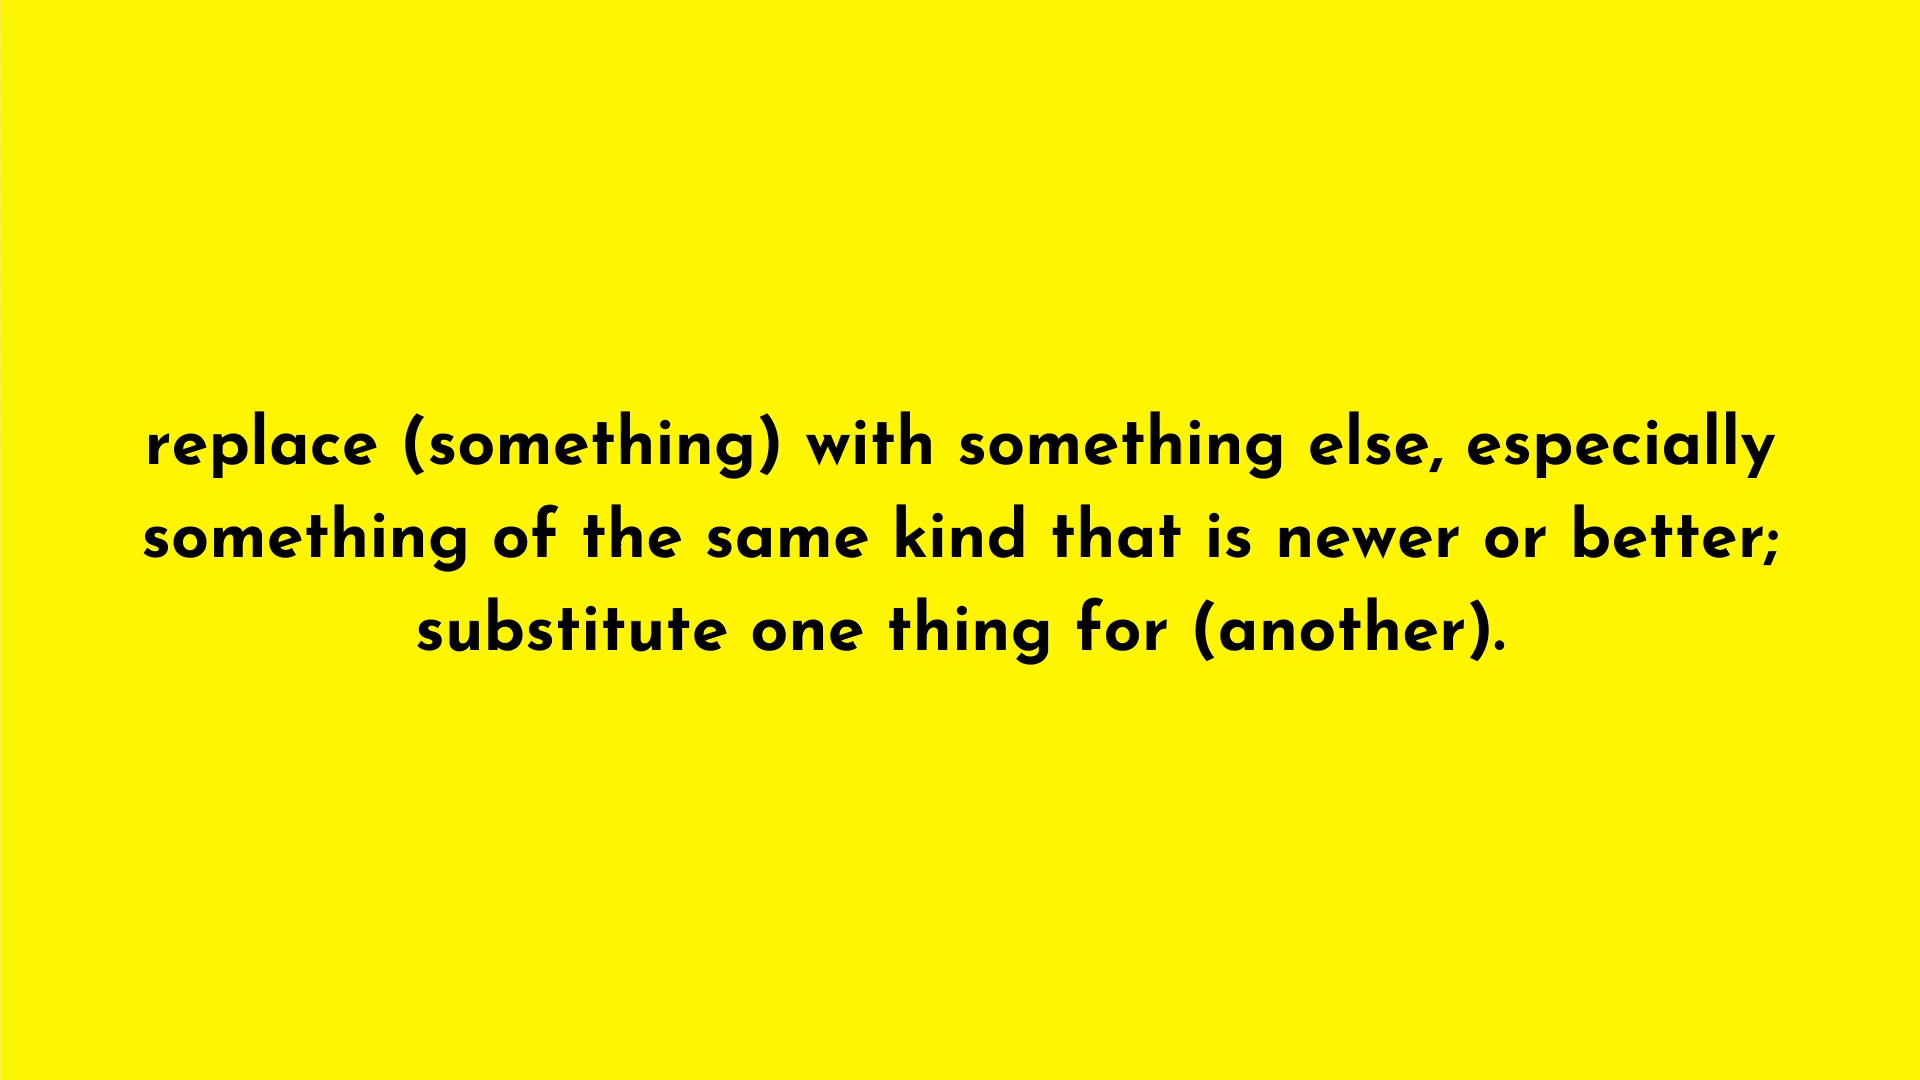 replace (something) with something else, especially
something of the same kind that is newer or better;
substitute one thing for (another).